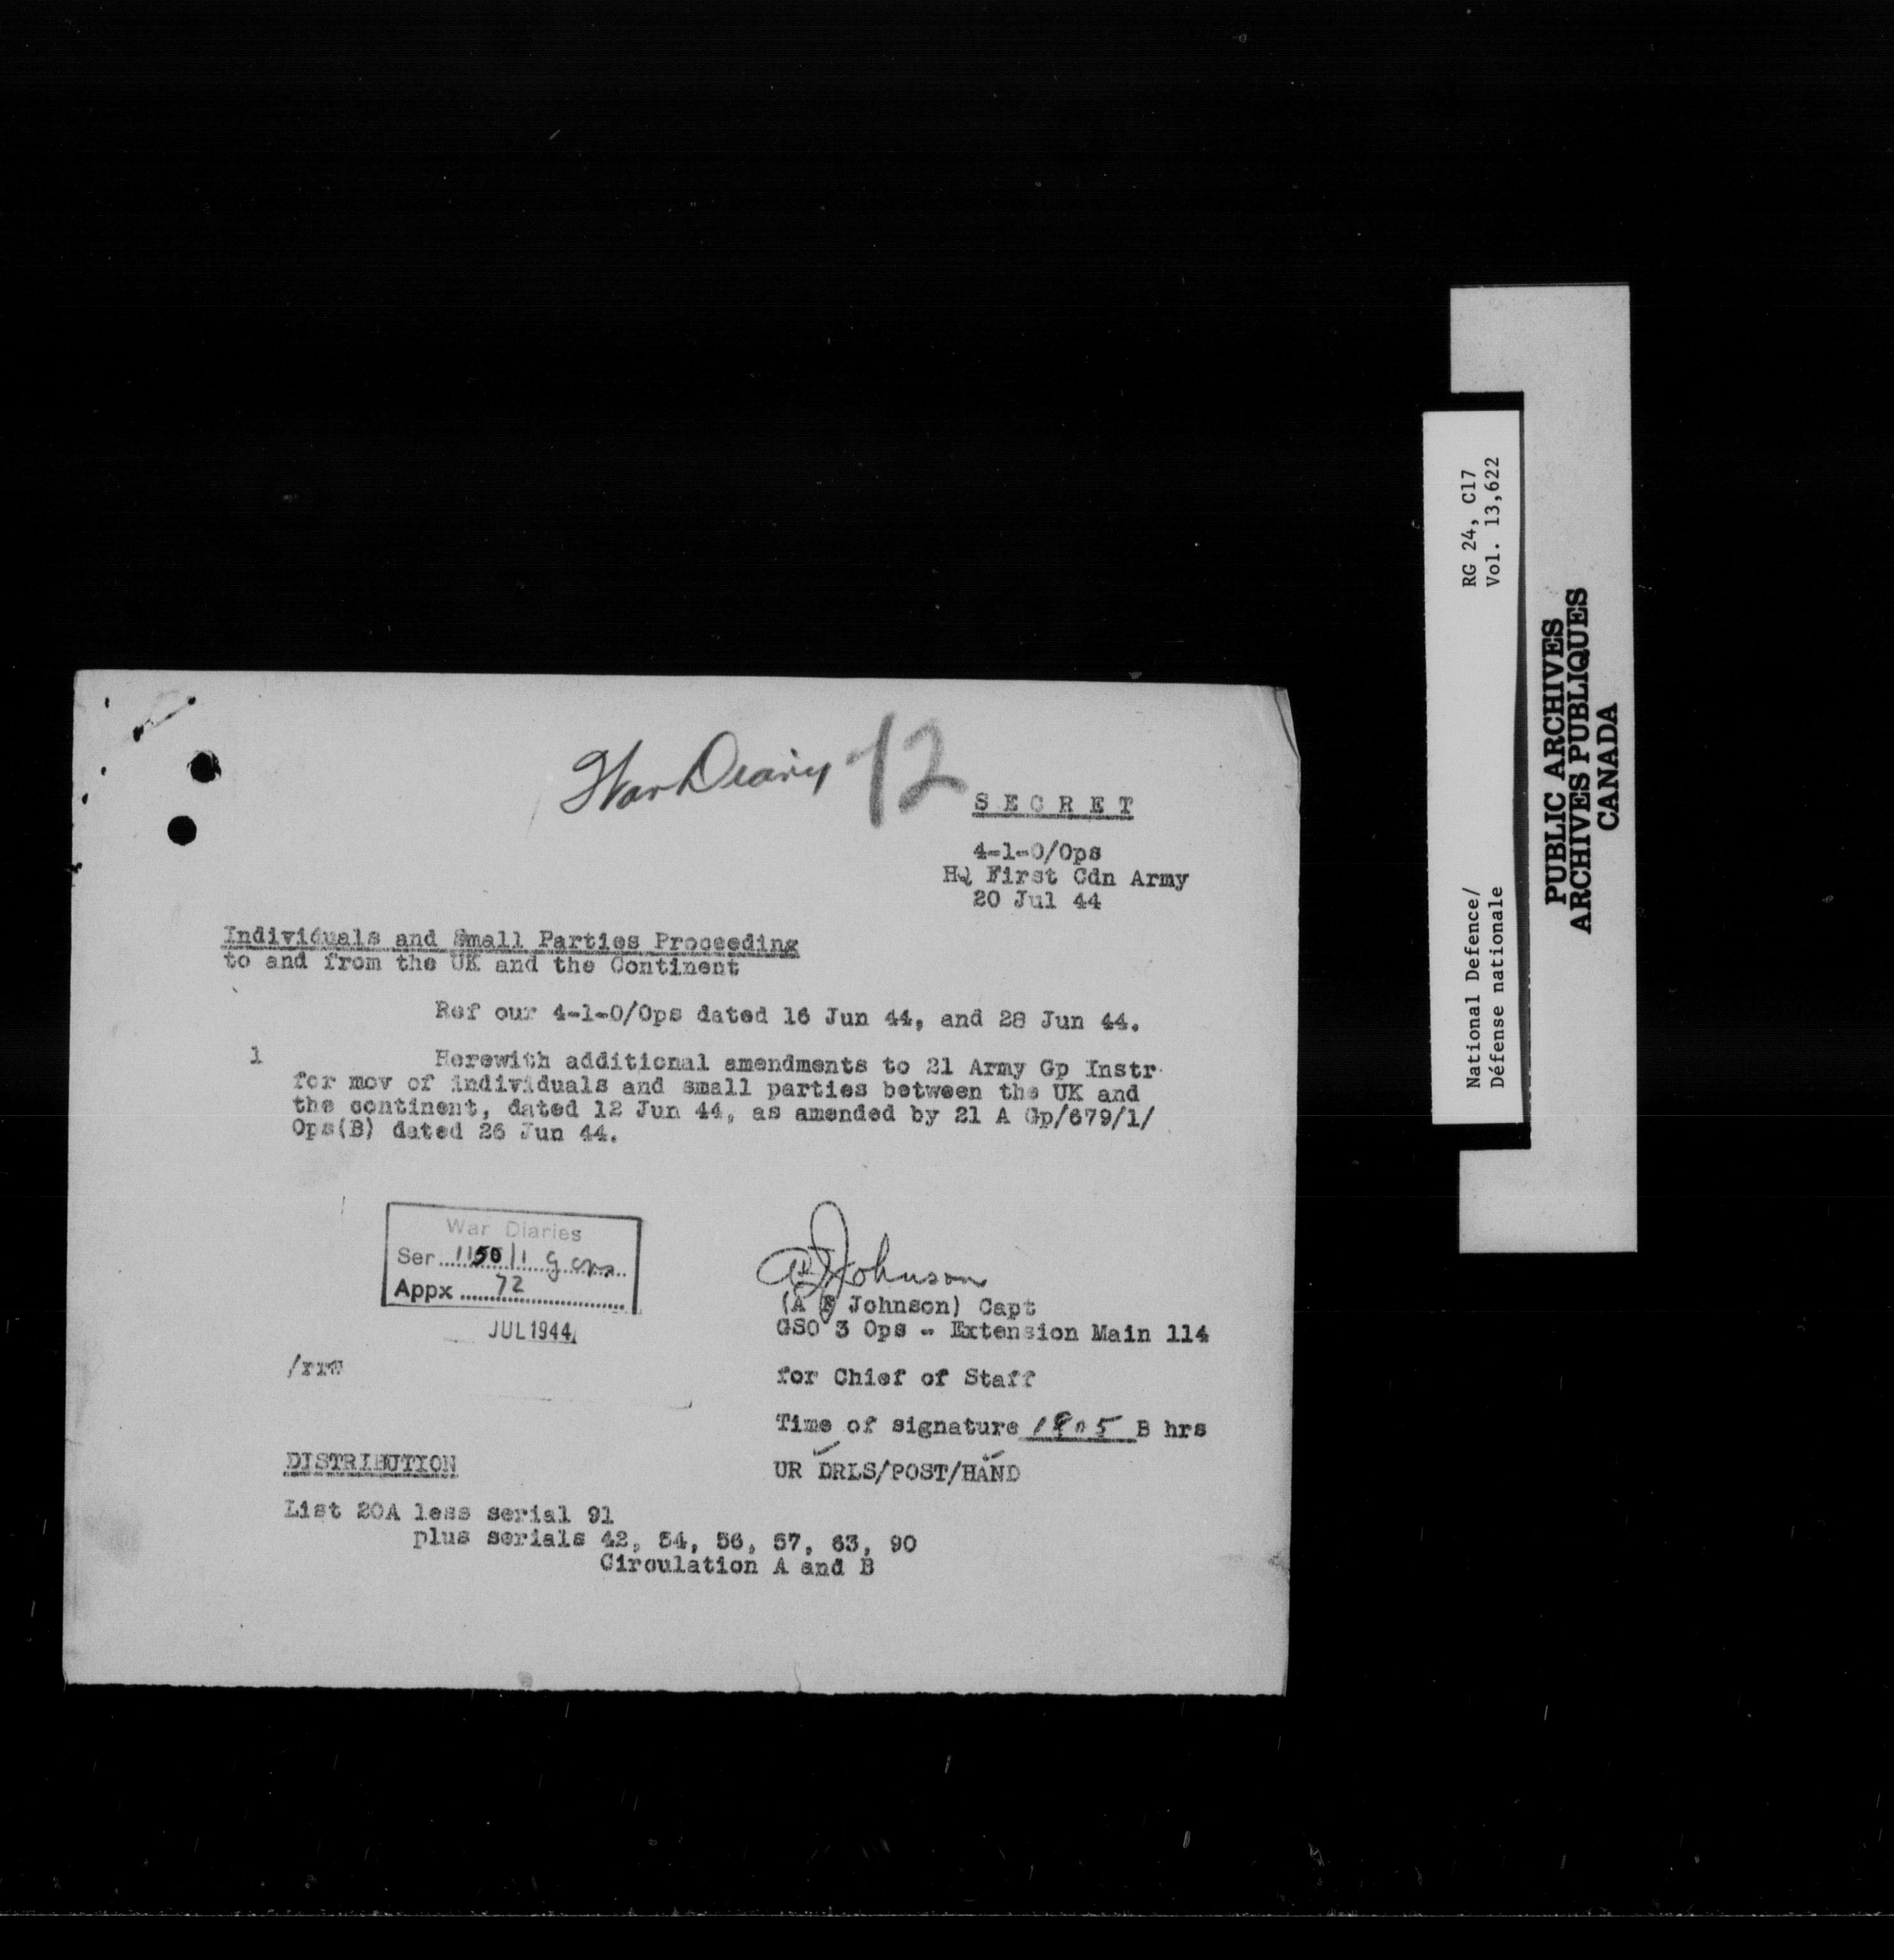 War Diary 72
S E C R E T
4-1-0/Ops
HQ First Cdn Army
20 Jul 44
Individuals and Small Parties Proceeding
to and from the UK and the Continent
Ref our 4-1-0/Ops dated 16 Jun 44, and 28 Jun 44.
1 Herewith additional amendments to 21 Army Gp Instr
for mov of individuals and small parties between the UK and
the continent, dated 12 Jun 44, as amended by 21 A Gp/679/1/
Ops(B) dated 26 Jun 44.
War Diaries
Ser
Appx 72
JUL 1944
Johnson
(A Johnson) Capt
GSO 3 Ops - Extension Main 114
/rrw
for Chief of Staff
Time of signature B hrs
DISTRIBUTION
UR DRLS/POST/HAND
List 20A less serial 91
plus serials 42, 54, 56, 57, 63, 90
Circulation A and B
RG 24, C17
Vol. 13,622
National Defence/
Défense nationale
PUBLIC ARCHIVES
ARCHIVES PUBLIQUES
CANADA